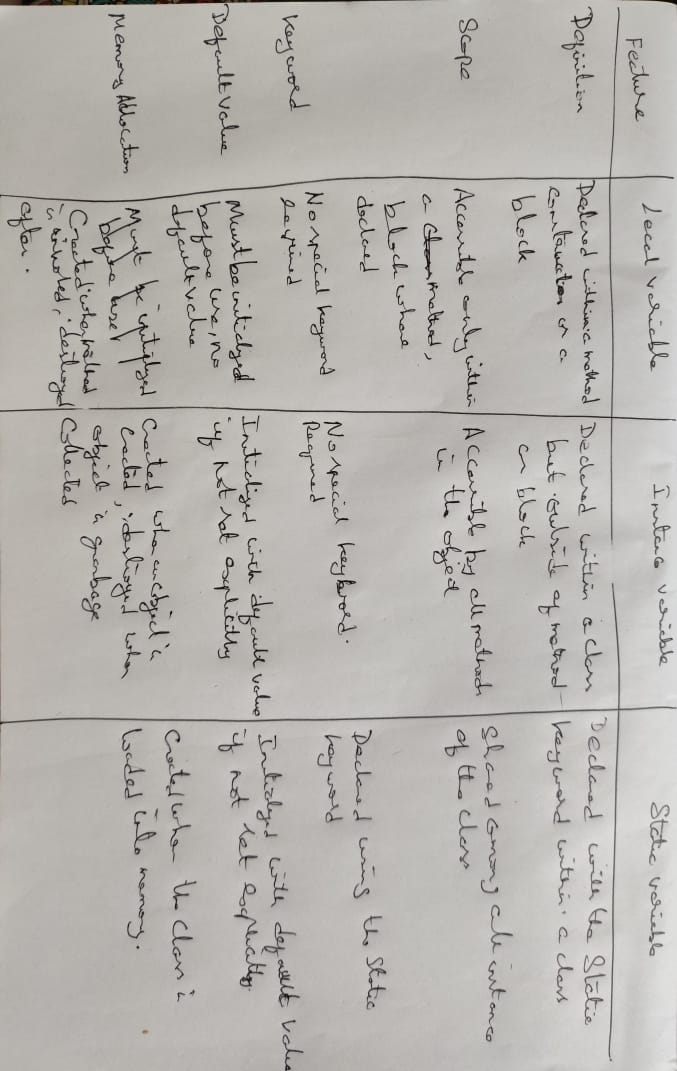 Feature
Local variable
Instance variable
Static variable
Definition
Declared within a method
constructor or a
block
Declared within a class
but outside of method
or block
Declared with the Static
keyword within a class
Scope
Accessible only within
a method,
block where
declared
Accessible by all methods
in the object
Shared among all instances
of the class
Keyword
No special keyword
required
No special keyword.
Required
Declared using the static
keyword
Default value
Must be initialized
before use, no
default value
Initialized with default value
if not set explicitly
Initialized with default value
if not set explicitly.
Memory Allocation
Must be initialized
before use
Created when method
is invoked, destroyed
after.
Created when an object is
created, destroyed when
object is garbage
Collected
Created when the class is
loaded into memory.